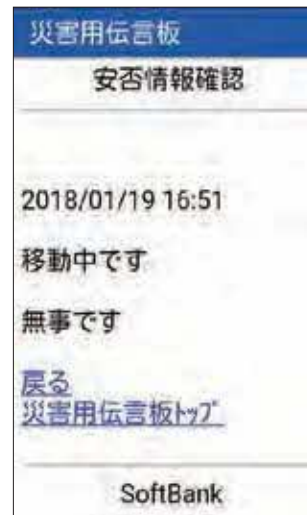 災害用伝言板
安否情報確認
2018/01/19 16:51
移動中です
無事です
戻る
災害用伝言板ﾄｯﾌﾟ
SoftBank